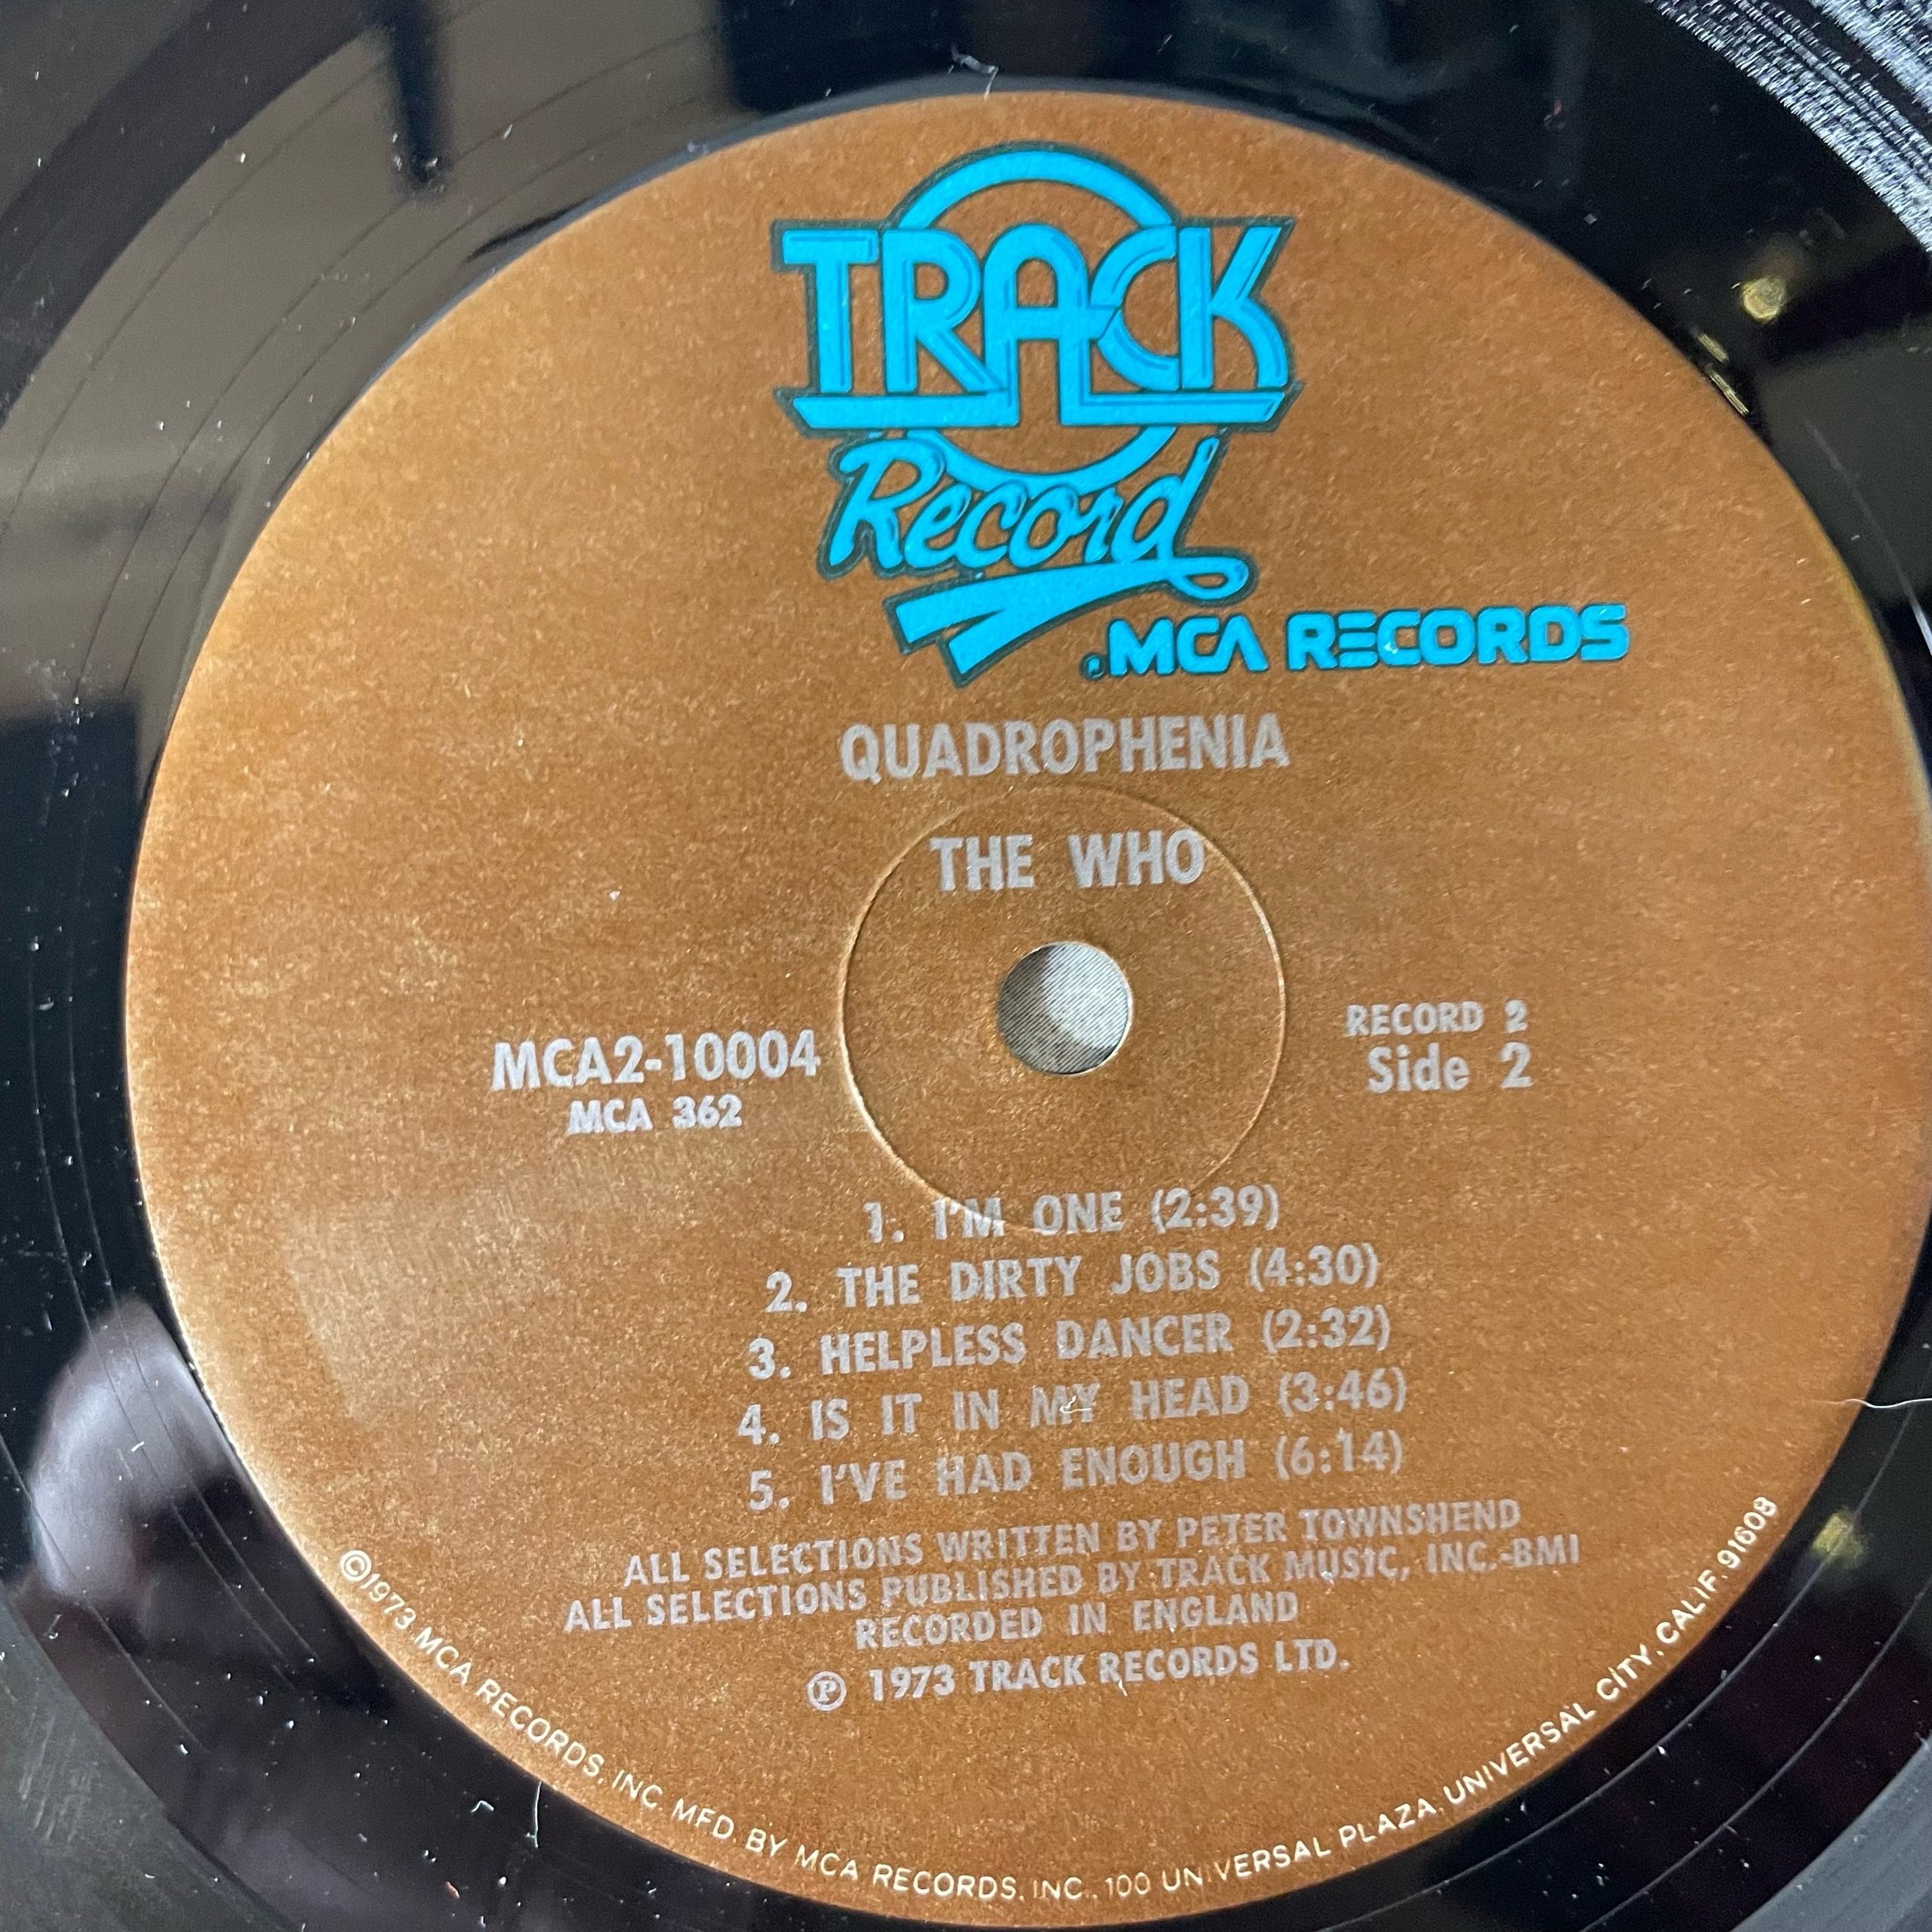 TRACK
Record
.MCA RECORDS
QUADROPHENIA
THE WHO
MCA2-10004
MCA 362
RECORD 2
Side 2
1. I'M ONE (2:39)
2. THE DIRTY JOBS (4:30)
3. HELPLESS DANCER (2:32)
4. IS IT IN MY HEAD (3:46)
5. I'VE HAD ENOUGH (6:14)
ALL SELECTIONS WRITTEN BY PETER TOWNSHEND
ALL SELECTIONS PUBLISHED BY TRACK MUSIC, INC.-BMI
RECORDED IN ENGLAND
Ⓟ 1973 TRACK RECORDS LTD.
©1973 MCA RECORDS, INC. MFD. BY MCA RECORDS, INC., 100 UNIVERSAL PLAZA, UNIVERSAL CITY, CALIF. 91608